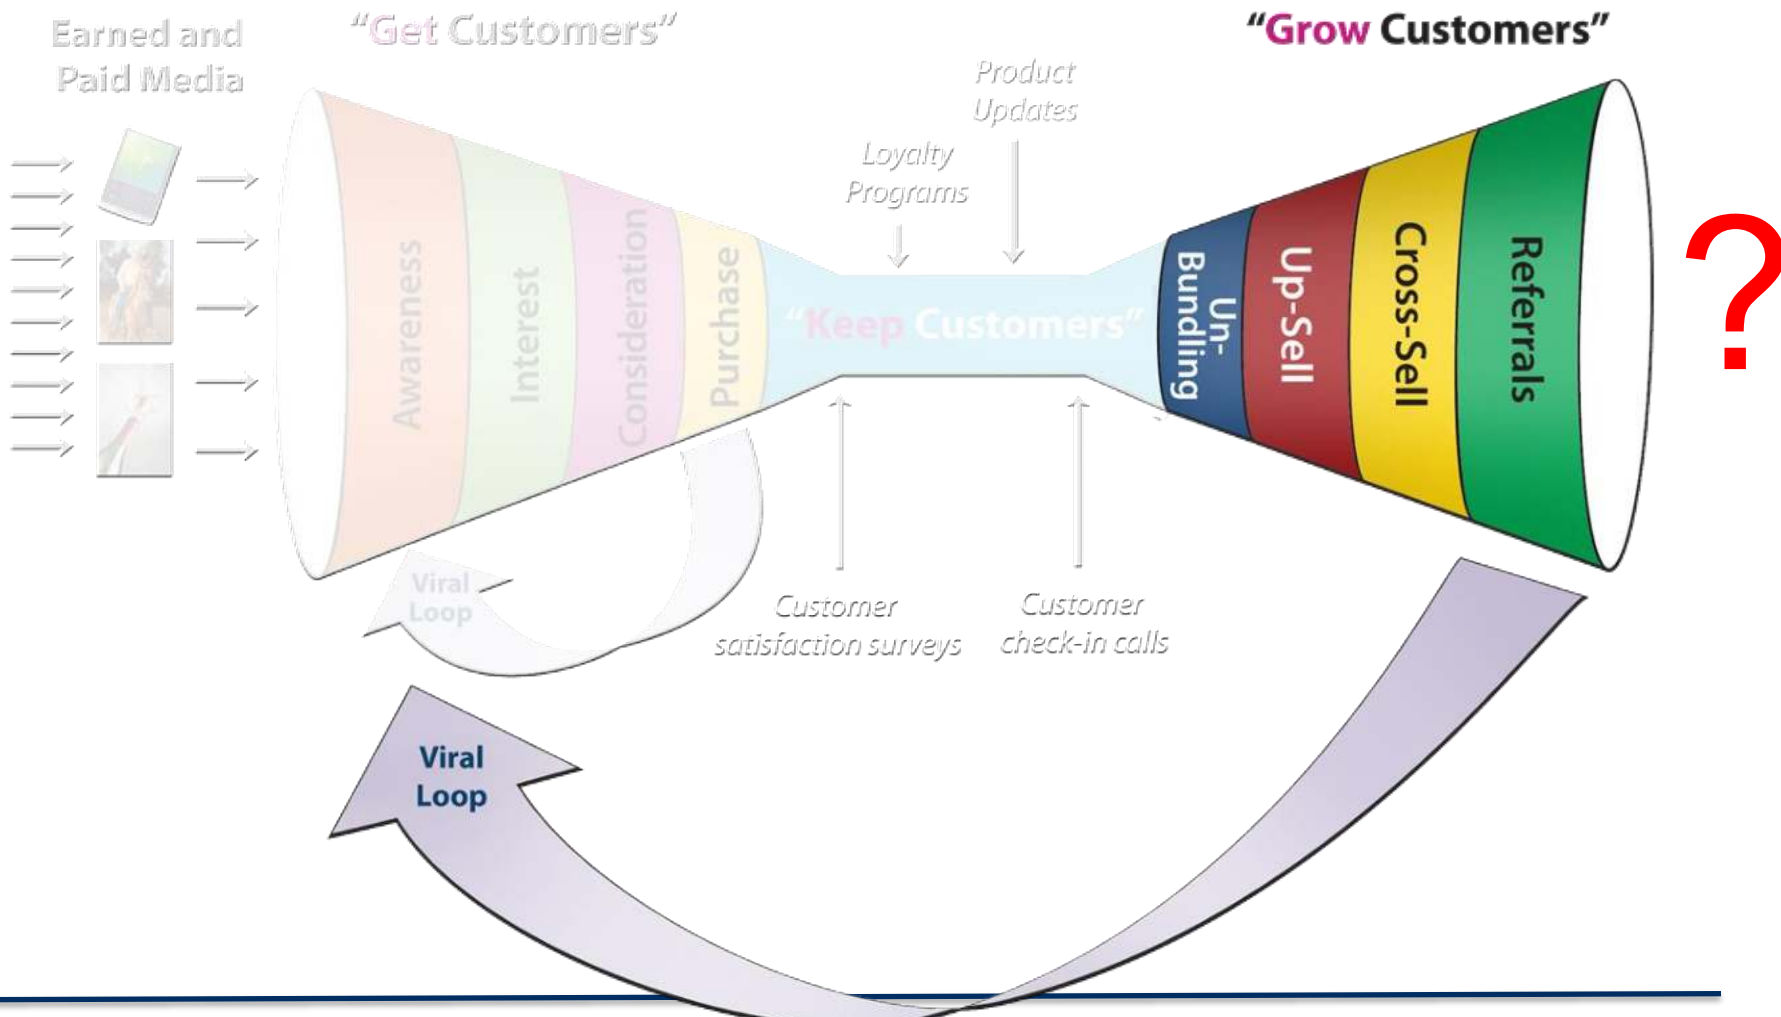 Earned and
Paid Media
“Get Customers”
“Grow Customers”
Product
Updates
Loyalty
Programs
Awareness
Interest
Consideration
Purchase
“Keep Customers”
Un-
Bundling
Up-Sell
Cross-Sell
Referrals
?
Viral
Loop
Customer
satisfaction surveys
Customer
check-in calls
Viral
Loop